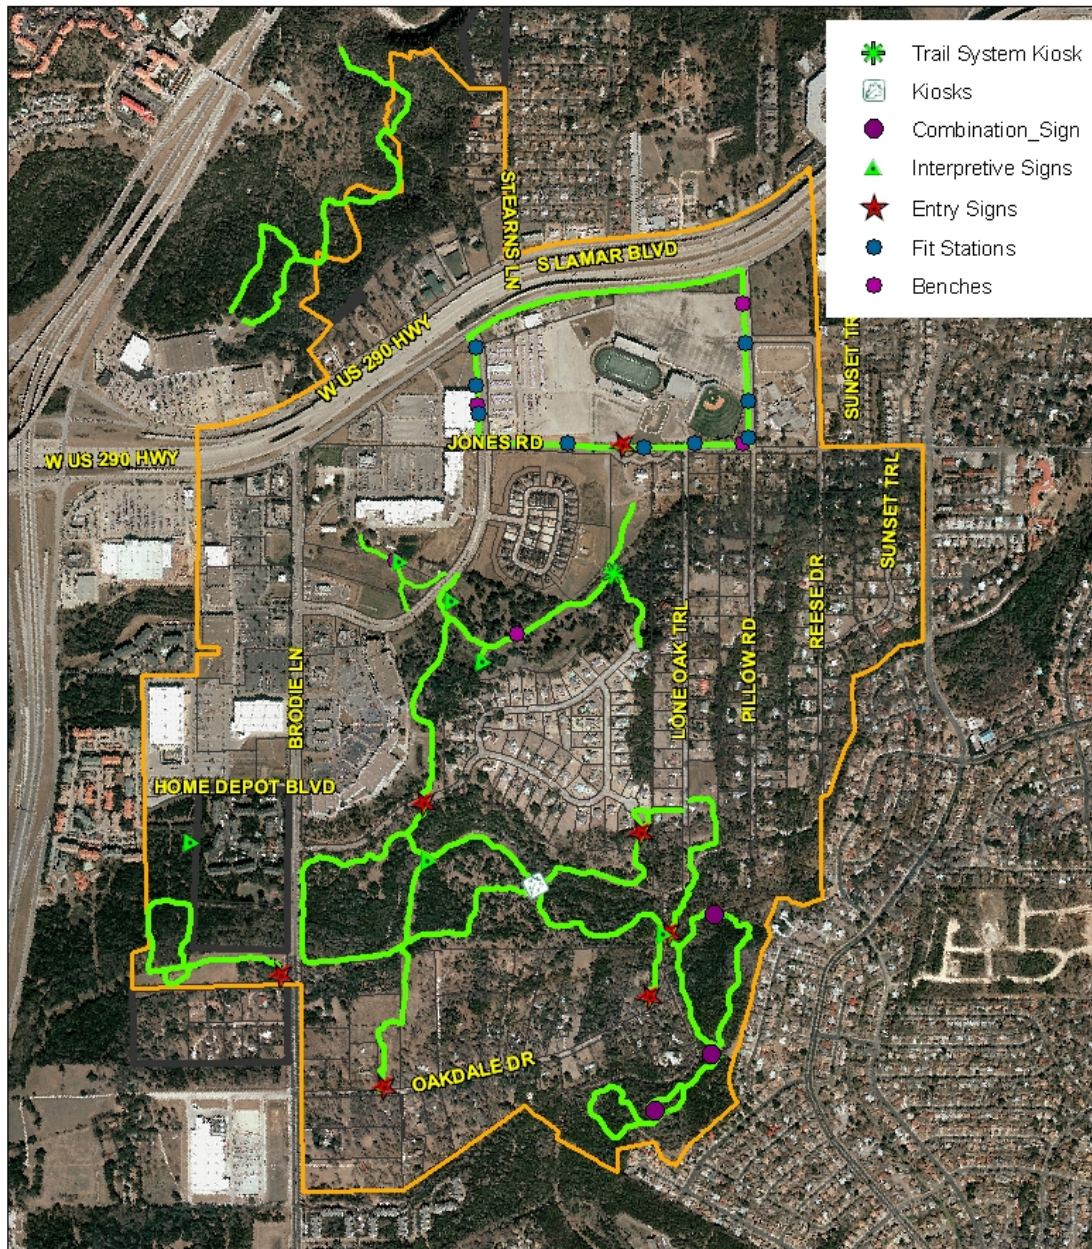 Trail System Kiosk
Kiosks
Combination_Sign
Interpretive Signs
Entry Signs
Fit Stations
Benches
STEARNS LN
S LAMAR BLVD
W US 290 HWY
SUNSET TRL
JONES RD
W US 290 HWY
SUNSET TRL
REESE DR
LONE OAK TRL
PILLOW RD
BRODIE LN
HOME DEPOT BLVD
OAKDALE DR